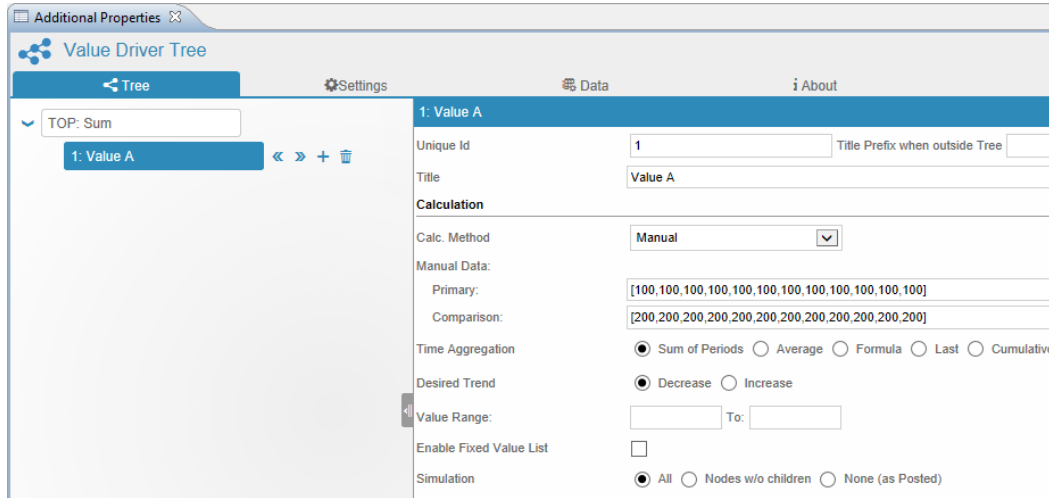 Additional Properties
Value Driver Tree
Tree Settings Data About
TOP: Sum
1: Value A
1: Value A
Unique Id 1 Title Prefix when outside Tree
Title Value A
Calculation
Calc. Method Manual
Manual Data:
Primary: [100,100,100,100,100,100,100,100,100,100,100,100]
Comparison: [200,200,200,200,200,200,200,200,200,200,200,200]
Time Aggregation Sum of Periods Average Formula Last Cumulative
Desired Trend Decrease Increase
Value Range: To:
Enable Fixed Value List
Simulation All Nodes w/o children None (as Posted)